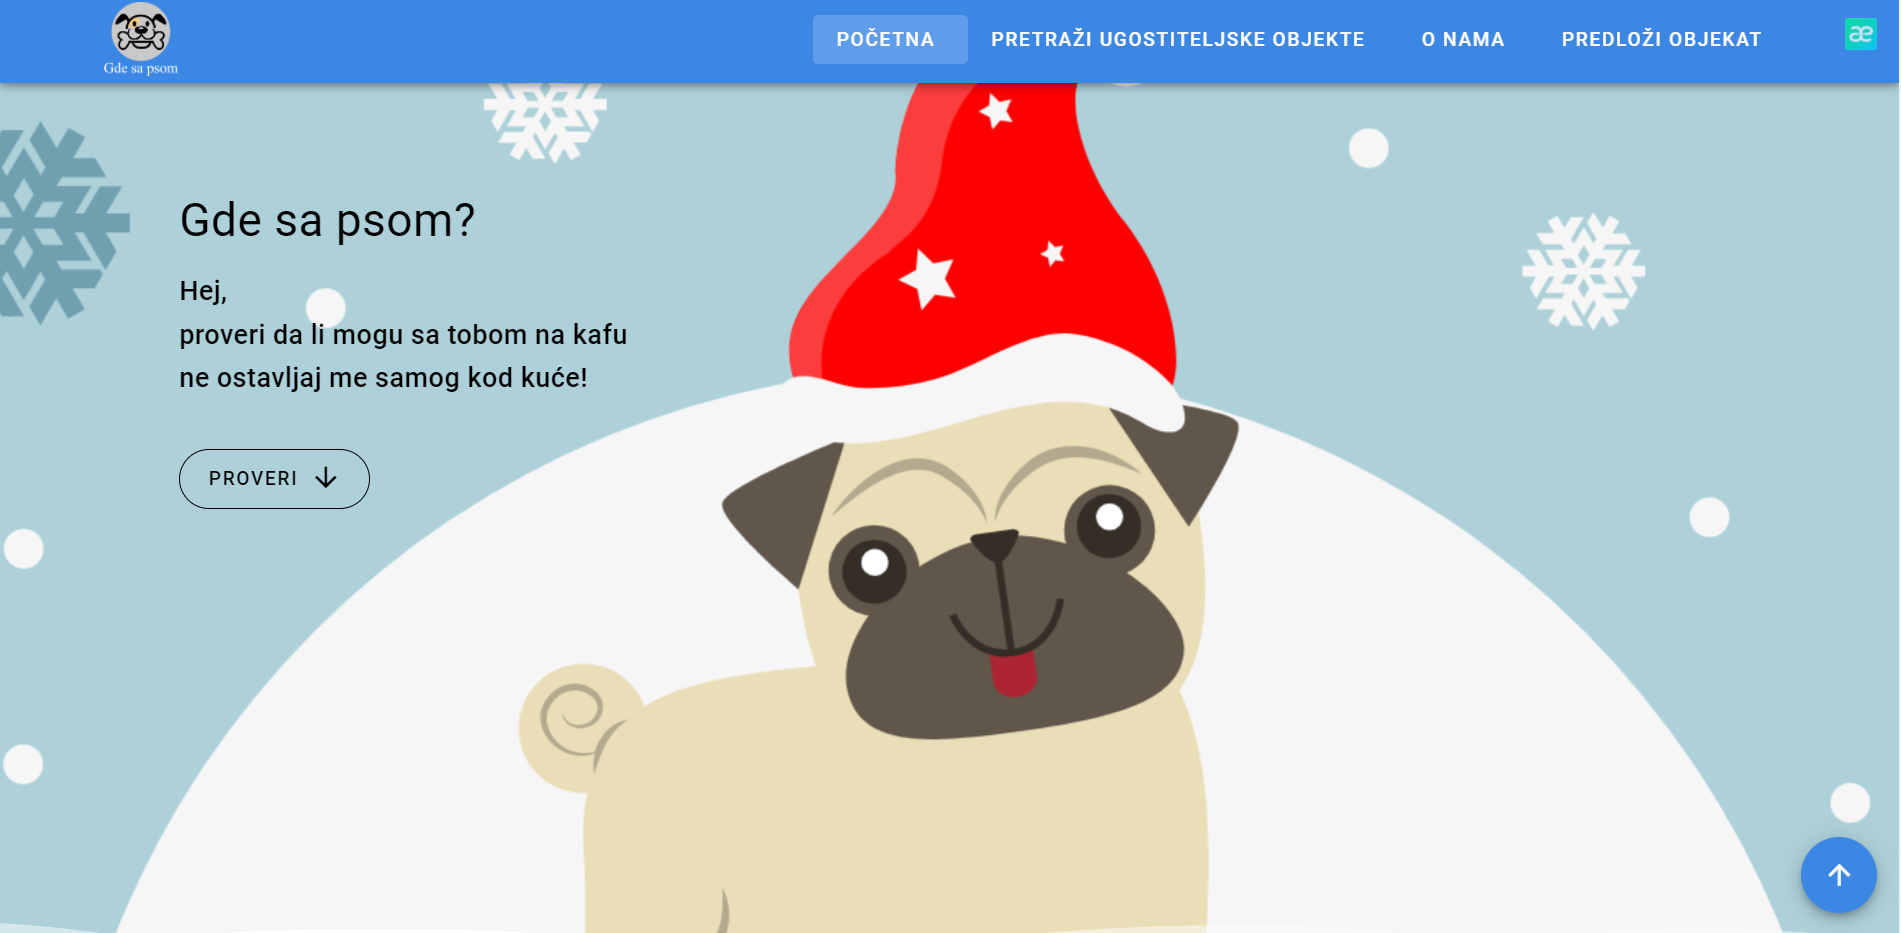 Gde sa psom
POČETNA
PRETRAŽI UGOSTITELJSKE OBJEKTE
O NAMA
PREDLOŽI OBJEKAT
æ
Gde sa psom?
Hej,
proveri da li mogu sa tobom na kafu
ne ostavljaj me samog kod kuće!
PROVERI